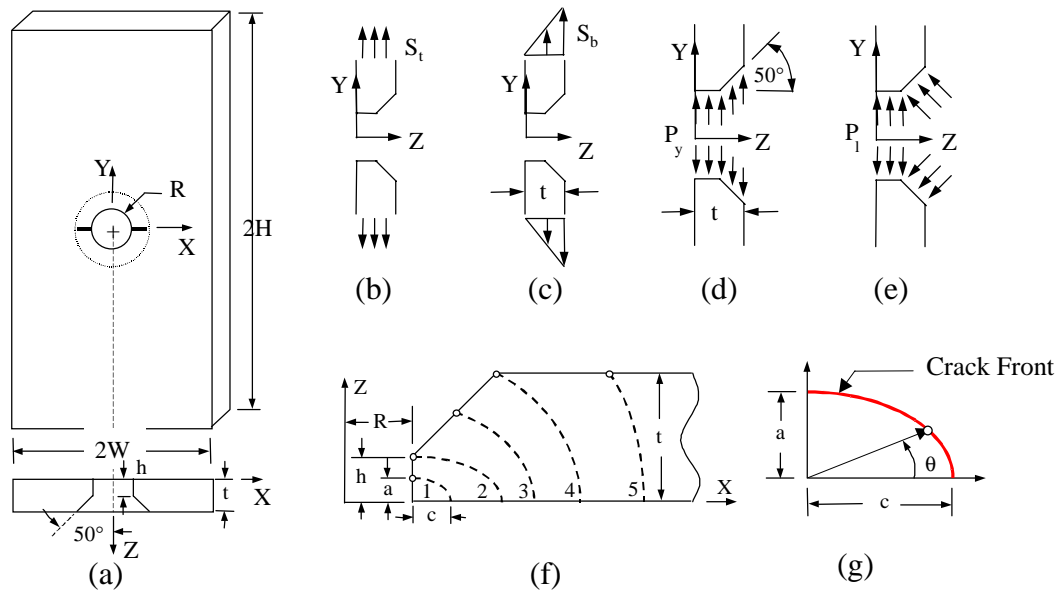 Y
R
X
2H
2W
h
X
t
50°
Z
(a)
S_t
Y
Z
(b)
S_b
Y
Z
t
(c)
Y
50°
P_y
Z
t
(d)
Y
P_l
Z
(e)
Z
R
h
a
1
2
3
4
5
t
X
c
(f)
Crack Front
a
θ
c
(g)